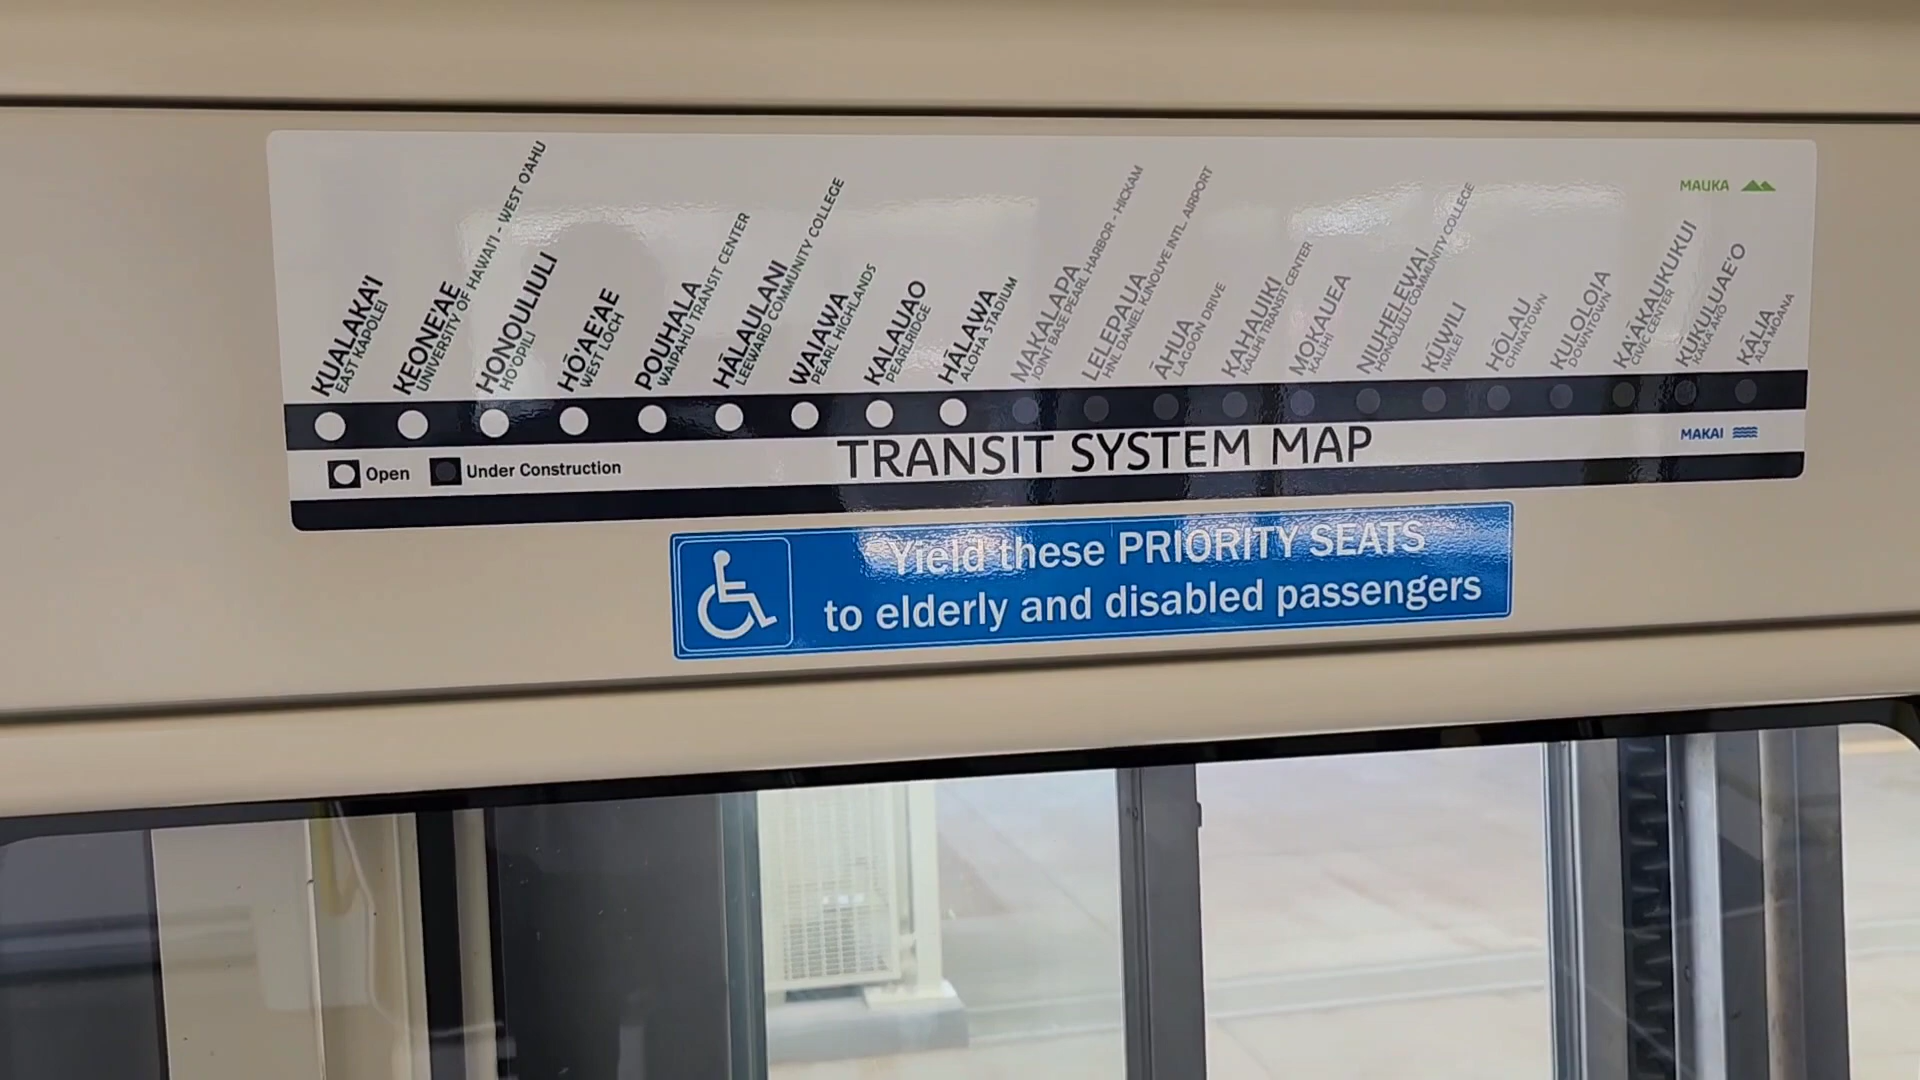 KUALAKAʻI
EAST KAPOLEI
KEONEʻAE
UNIVERSITY OF HAWAIʻI - WEST OʻAHU
HONOULIULI
HOOPILI
HŌʻAEʻAE
WEST LOCH
POUHALA
WAIPAHU TRANSIT CENTER
HĀLAULANI
LEEWARD COMMUNITY COLLEGE
WAIAWA
PEARL HIGHLANDS
KALAUAO
PEARLRIDGE
HĀLAWA
ALOHA STADIUM
MAKALAPA
JOINT BASE PEARL HARBOR - HICKAM
LELEPAUA
HNL DANIEL K INOUYE INTL. AIRPORT
ĀHUA
LAGOON DRIVE
KAHAUIKI
KALIHI TRANSIT CENTER
MOKAUEA
KALIHI
NIUHELEWAI
HONOLULU COMMUNITY COLLEGE
KŪWILI
IWILEI
HŌLAU
CHINATOWN
KULOLOIA
DOWNTOWN
KAʻĀKAUKUKUI
CIVIC CENTER
KUKULUAEʻO
KAKAʻAKO
KĀLIA
ALA MOANA
MAUKA
MAKAI
Open
Under Construction
TRANSIT SYSTEM MAP
Yield these PRIORITY SEATS
to elderly and disabled passengers